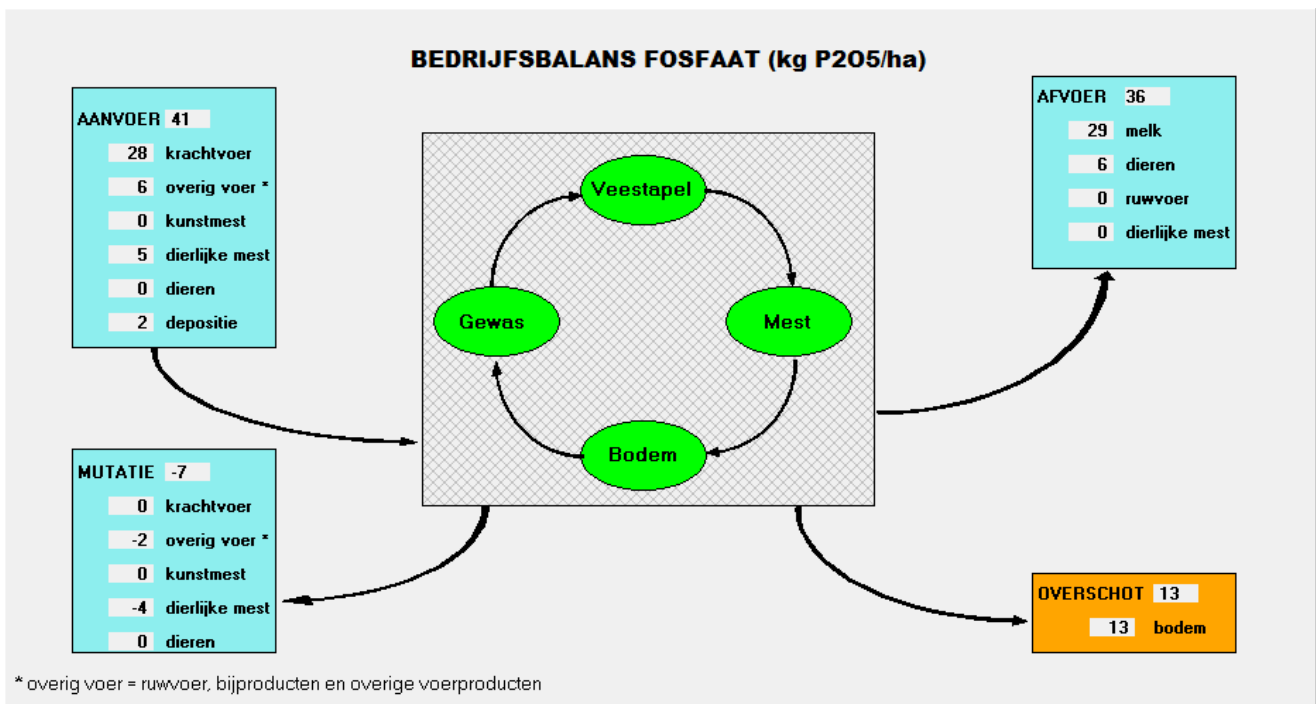 BEDRIJFSBALANS FOSFAAT (kg P2O5/ha)
AANVOER 41
28 krachtvoer
6 overig voer *
0 kunstmest
5 dierlijke mest
0 dieren
2 depositie
AFVOER 36
29 melk
6 dieren
0 ruwvoer
0 dierlijke mest
Veestapel
Gewas
Mest
Bodem
MUTATIE -7
0 krachtvoer
-2 overig voer *
0 kunstmest
-4 dierlijke mest
0 dieren
OVERSCHOT 13
13 bodem
* overig voer = ruwvoer, bijproducten en overige voerproducten